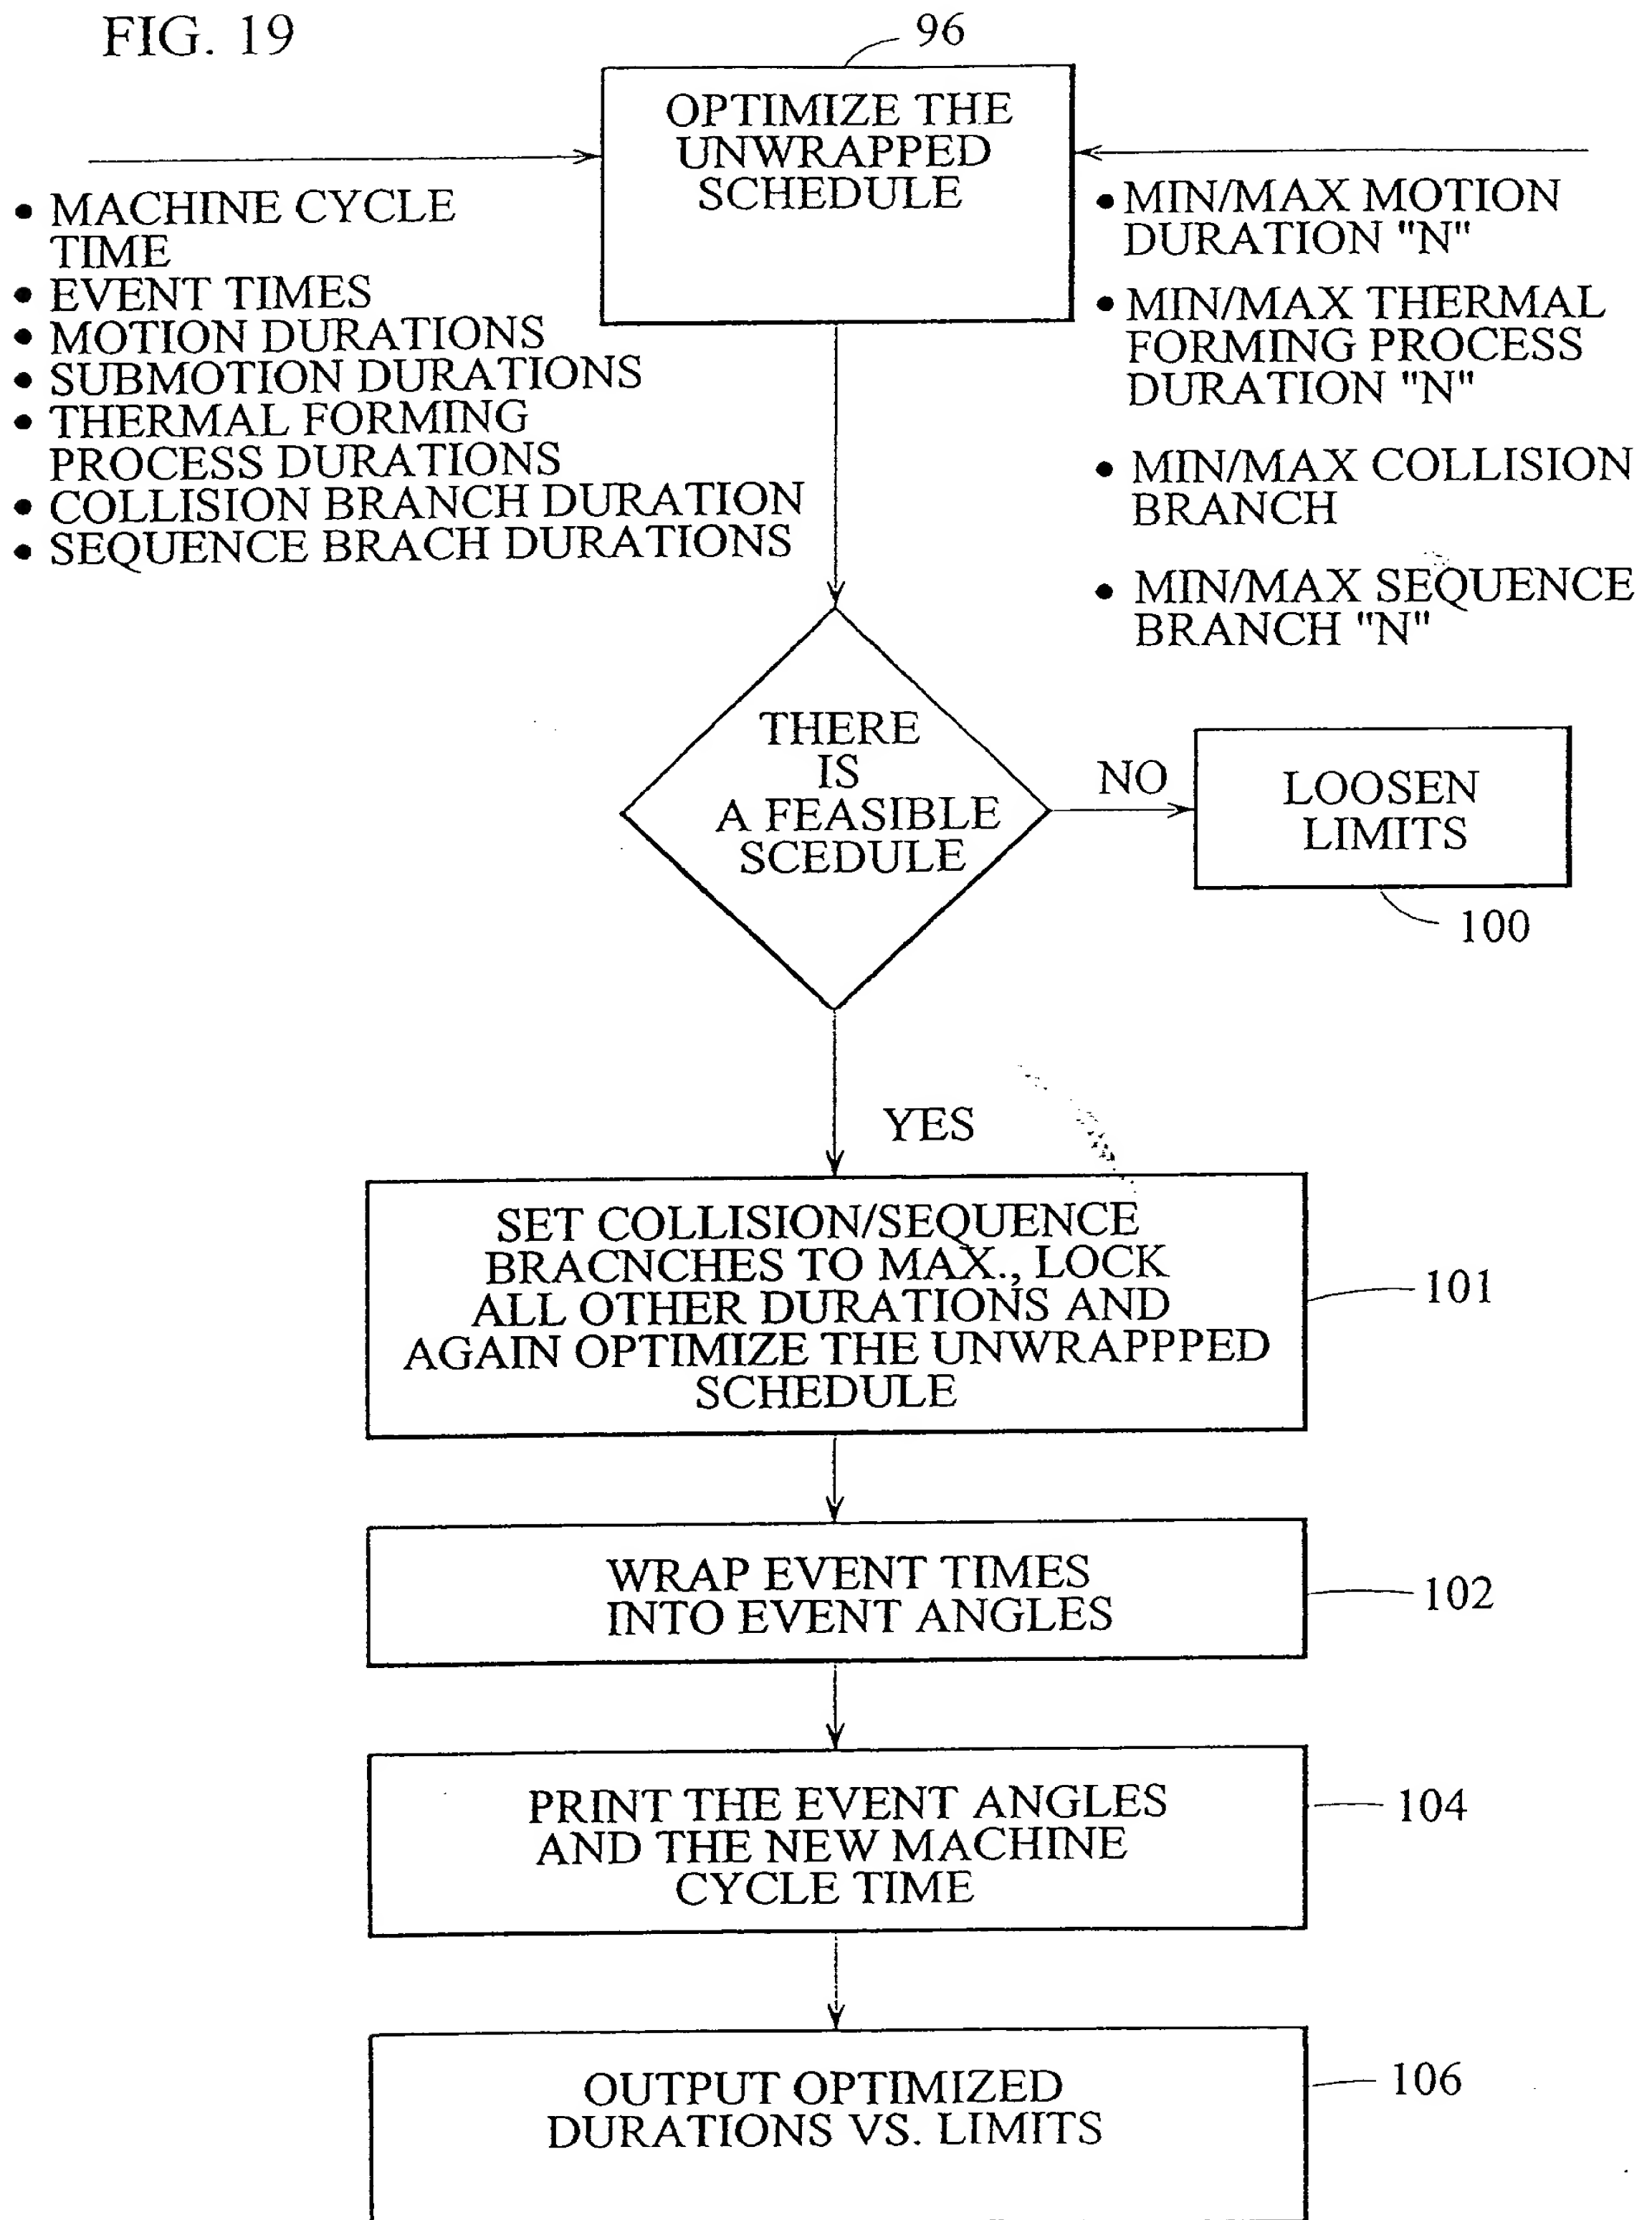 FIG. 19
96
OPTIMIZE THE
UNWRAPPED
SCHEDULE
• MACHINE CYCLE
TIME
• EVENT TIMES
• MOTION DURATIONS
• SUBMOTION DURATIONS
• THERMAL FORMING
PROCESS DURATIONS
• COLLISION BRANCH DURATION
• SEQUENCE BRACH DURATIONS
• MIN/MAX MOTION
DURATION "N"
• MIN/MAX THERMAL
FORMING PROCESS
DURATION "N"
• MIN/MAX COLLISION
BRANCH
• MIN/MAX SEQUENCE
BRANCH "N"
THERE
IS
A FEASIBLE
SCEDULE
NO
LOOSEN
LIMITS
100
YES
SET COLLISION/SEQUENCE
BRACNCHES TO MAX., LOCK
ALL OTHER DURATIONS AND
AGAIN OPTIMIZE THE UNWRAPPPED
SCHEDULE
101
WRAP EVENT TIMES
INTO EVENT ANGLES
102
PRINT THE EVENT ANGLES
AND THE NEW MACHINE
CYCLE TIME
104
OUTPUT OPTIMIZED
DURATIONS VS. LIMITS
106